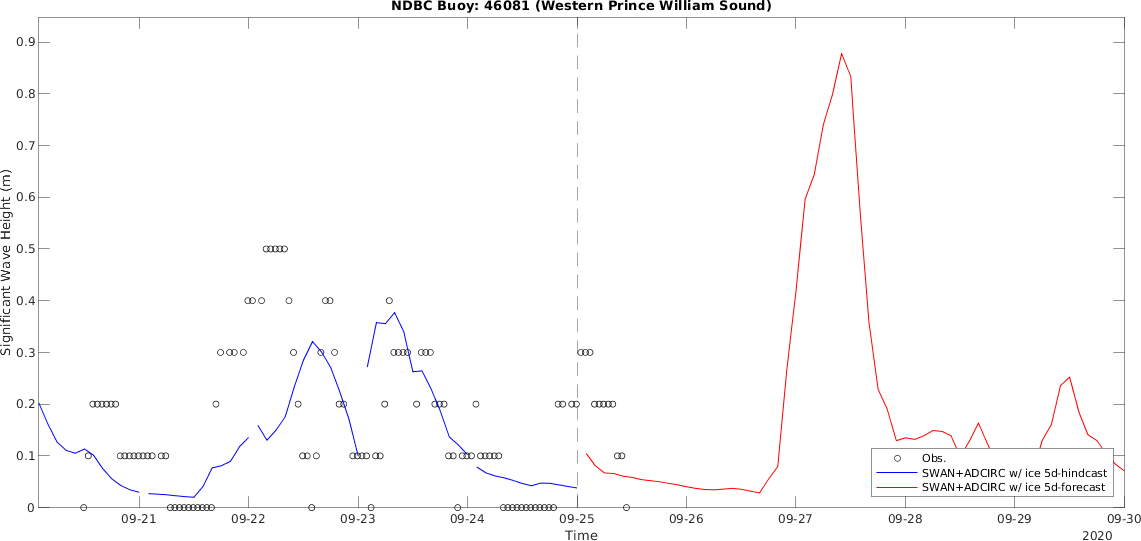 NDBC Buoy: 46081 (Western Prince William Sound)
Significant Wave Height (m)
0.9
0.8
0.7
0.6
0.5
0.4
0.3
0.2
0.1
0
09-21 09-22 09-23 09-24 09-25 09-26 09-27 09-28 09-29 09-30
Time
2020
Obs.
SWAN+ADCIRC w/ ice 5d-hindcast
SWAN+ADCIRC w/ ice 5d-forecast